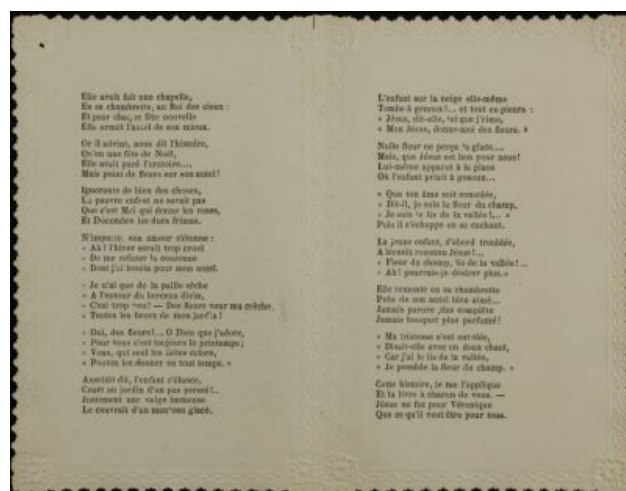 Elle avait fait une chapelle,
En sa chambrette, au Roi des cieux :
Et pour chaque fête nouvelle
Elle ornait l'autel de son mieux.
Or il advint, nous dit l'histoire,
Qu'en une fête de Noël,
Elle avait paré l'oratoire....
Mais point de fleurs sur son autel!
Ignorante de bien des choses,
La pauvre enfant ne savait pas
Que c'est Mai qui donne les roses,
Et Décembre les durs frimas.
N'importe: son amour s'étonne :
« Ah! l'hiver serait trop cruel
« De me refuser la couronne
« Dont j'ai besoin pour mon autel.
« Je n'ai que de la paille sèche
« A l'entour du berceau divin,
« C'est trop peu! — Des fleurs pour ma crèche,
« Toutes les fleurs de mon jardin!
« Oui, des fleurs!... O Dieu que j'adore,
« Pour vous c'est toujours le printemps;
« Vous, qui seul les faites éclore,
« Pouvez les donner en tout temps. »
Aussitôt dit, l'enfant s'élance,
Court au jardin d'un pas pressé!..
Justement une neige immense
Le couvrait d'un manteau glacé.
L'enfant sur la neige elle-même
Tombe à genoux!... et tout en pleurs :
« Jésus, dit-elle, toi que j'aime,
« Mon Jésus, donne-moi des fleurs. »
Nulle fleur ne perça la glace....
Mais, que Jésus est bon pour nous!
Lui-même apparut à la place
Où l'enfant priait à genoux...
« Que ton âme soit consolée,
« Dit-il, je suis la fleur du champ,
« Je suis le lis de la vallée!... »
Puis il s'échappe en se cachant.
La jeune enfant, d'abord troublée,
A bientôt reconnu Jésus!...
« Fleur du champ, lis de la vallée!...
« Ah! pourrais-je désirer plus. »
Elle remonte en sa chambrette
Près de son autel bien-aimé...
Jamais parure plus complète
Jamais bouquet plus parfumé!
« Ma tristesse s'est envolée,
« Disait-elle avec un doux chant,
« Car j'ai le lis de la vallée,
« Je possède la fleur du champ. »
Cette histoire, je me l'applique
Et la livre à chacun de vous. —
Jésus ne fut pour Véronique
Que ce qu'il veut être pour nous.